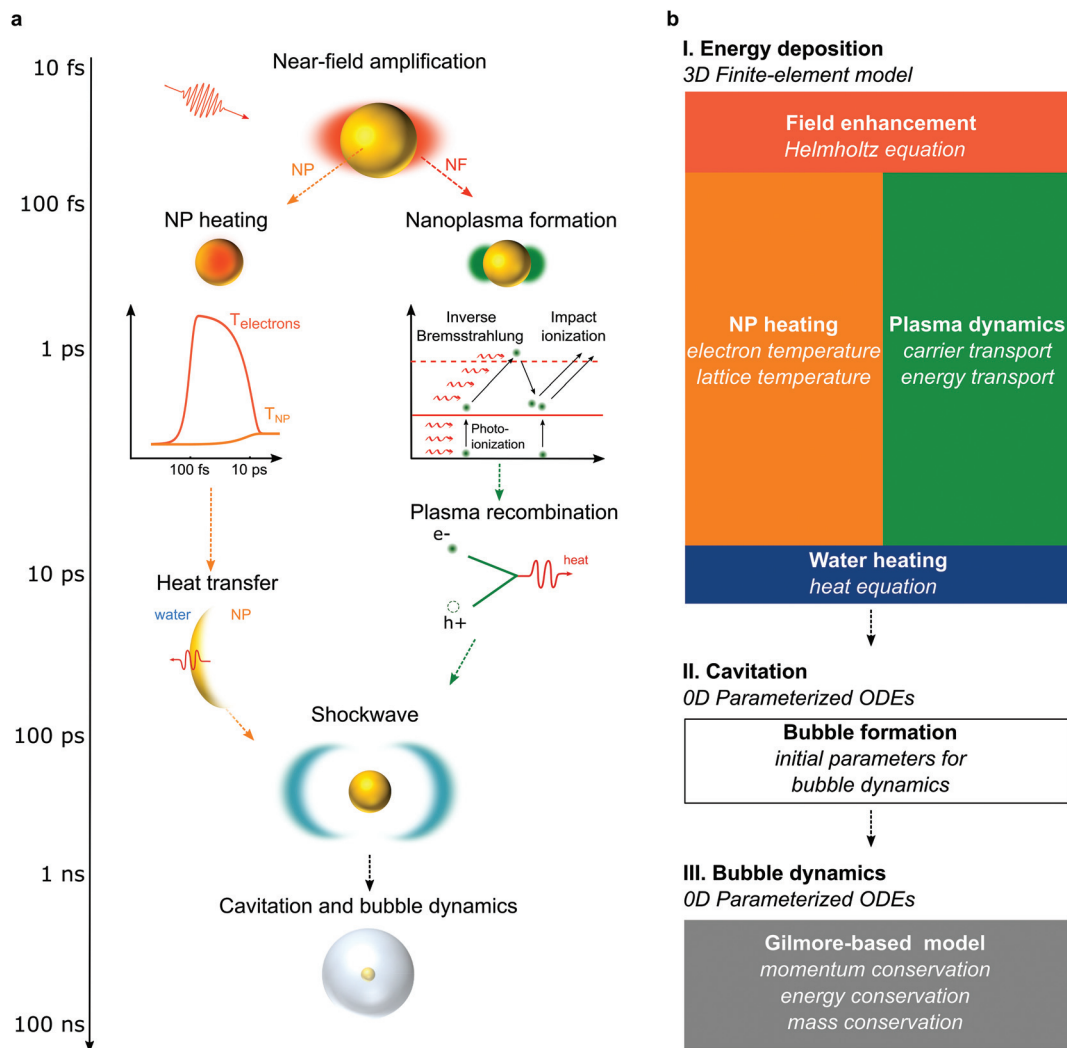 a
10 fs
100 fs
1 ps
10 ps
100 ps
1 ns
100 ns
Near-field amplification
NP
NF
NP heating
Nanoplasma formation
T electrons
T NP
100 fs
10 ps
Inverse
Bremsstrahlung
Impact
ionization
Photo-
ionization
Plasma recombination
e-
heat
h+
Heat transfer
water
NP
Shockwave
Cavitation and bubble dynamics
b
I. Energy deposition
3D Finite-element model
Field enhancement
Helmholtz equation
NP heating
electron temperature
lattice temperature
Plasma dynamics
carrier transport
energy transport
Water heating
heat equation
II. Cavitation
0D Parameterized ODEs
Bubble formation
initial parameters for
bubble dynamics
III. Bubble dynamics
0D Parameterized ODEs
Gilmore-based model
momentum conservation
energy conservation
mass conservation